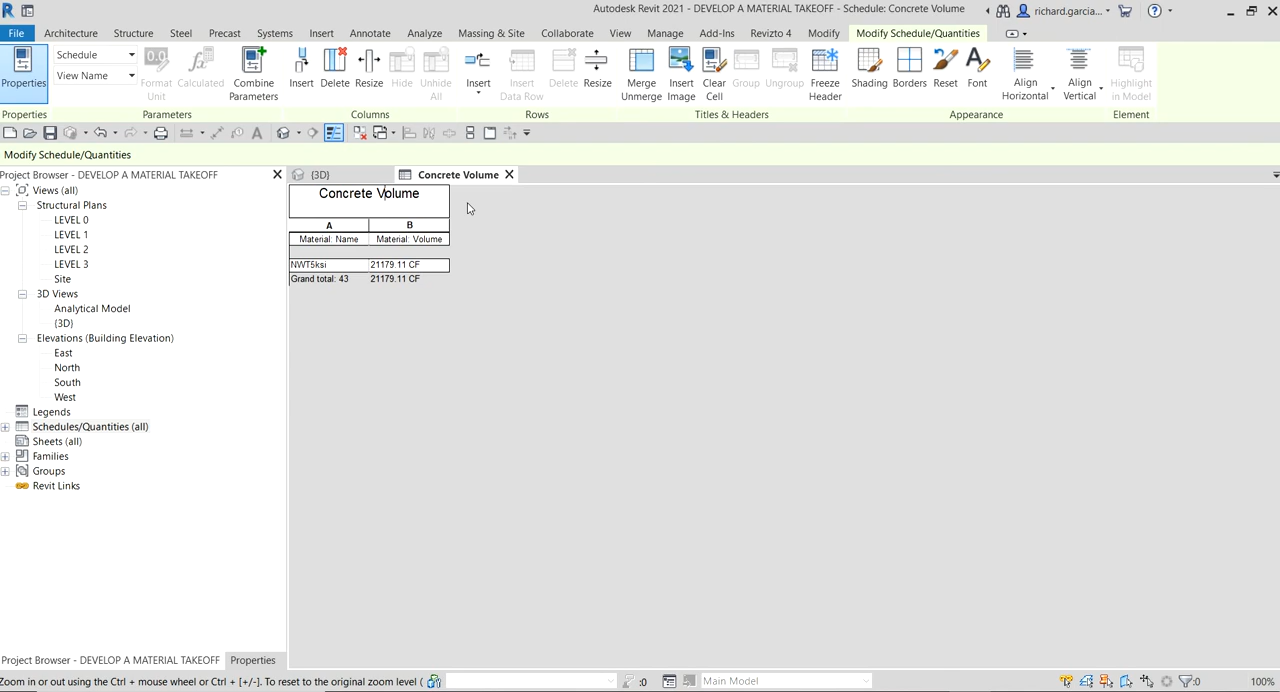 Autodesk Revit 2021 - DEVELOP A MATERIAL TAKEOFF - Schedule: Concrete Volume
richard.garcia...
File Architecture Structure Steel Precast Systems Insert Annotate Analyze Massing & Site Collaborate View Manage Add-Ins Revizto 4 Modify Modify Schedule/Quantities
Schedule
View Name
Properties Format Unit Calculated Combine Parameters Insert Delete Resize Hide Unhide All Insert Insert Data Row Delete Resize Merge Unmerge Insert Image Clear Cell Group Ungroup Freeze Header Shading Borders Reset Font Align Horizontal Align Vertical Highlight in Model
Properties Parameters Columns Rows Titles & Headers Appearance Element
Modify Schedule/Quantities
Project Browser - DEVELOP A MATERIAL TAKEOFF
{3D} Concrete Volume
Views (all)
Structural Plans
LEVEL 0
LEVEL 1
LEVEL 2
LEVEL 3
Site
3D Views
Analytical Model
{3D}
Elevations (Building Elevation)
East
North
South
West
Legends
Schedules/Quantities (all)
Sheets (all)
Families
Groups
Revit Links
Concrete Volume
A B
Material: Name Material: Volume
NWT5ksi 21179.11 CF
Grand total: 43 21179.11 CF
Project Browser - DEVELOP A MATERIAL TAKEOFF Properties
Zoom in or out using the Ctrl + mouse wheel or Ctrl + [+/-]. To reset to the original zoom level (
:0
Main Model
:0
100%